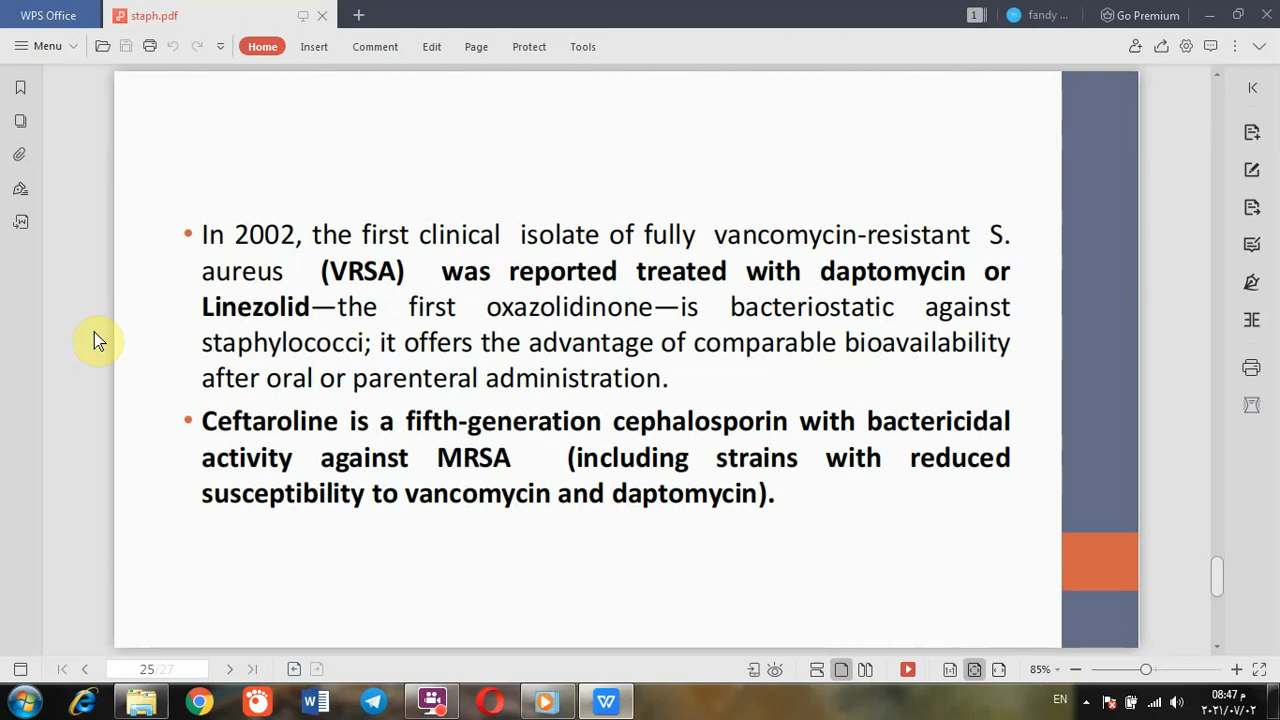 WPS Office
staph.pdf
1
fandy ...
Go Premium
Menu
Home
Insert
Comment
Edit
Page
Protect
Tools
• In 2002, the first clinical isolate of fully vancomycin-resistant S.
aureus (VRSA) was reported treated with daptomycin or
Linezolid—the first oxazolidinone—is bacteriostatic against
staphylococci; it offers the advantage of comparable bioavailability
after oral or parenteral administration.
• Ceftaroline is a fifth-generation cephalosporin with bactericidal
activity against MRSA (including strains with reduced
susceptibility to vancomycin and daptomycin).
25/27
85%
EN
08:47 م
٢٠٢١/٠٧/٠٢